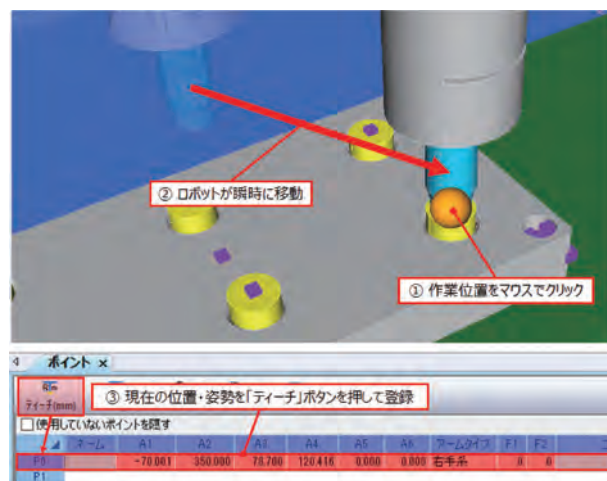 ② ロボットが瞬時に移動
① 作業位置をマウスでクリック
ポイント ×
ティーチ(mm)
③ 現在の位置・姿勢を「ティーチ」ボタンを押して登録
使用していないポイントを隠す
ネーム A1 A2 A3 A4 A5 A6 アームタイプ F1 F2
P0 -70.001 350.000 78.700 120.416 0.000 0.000 右手系 0 0
P1